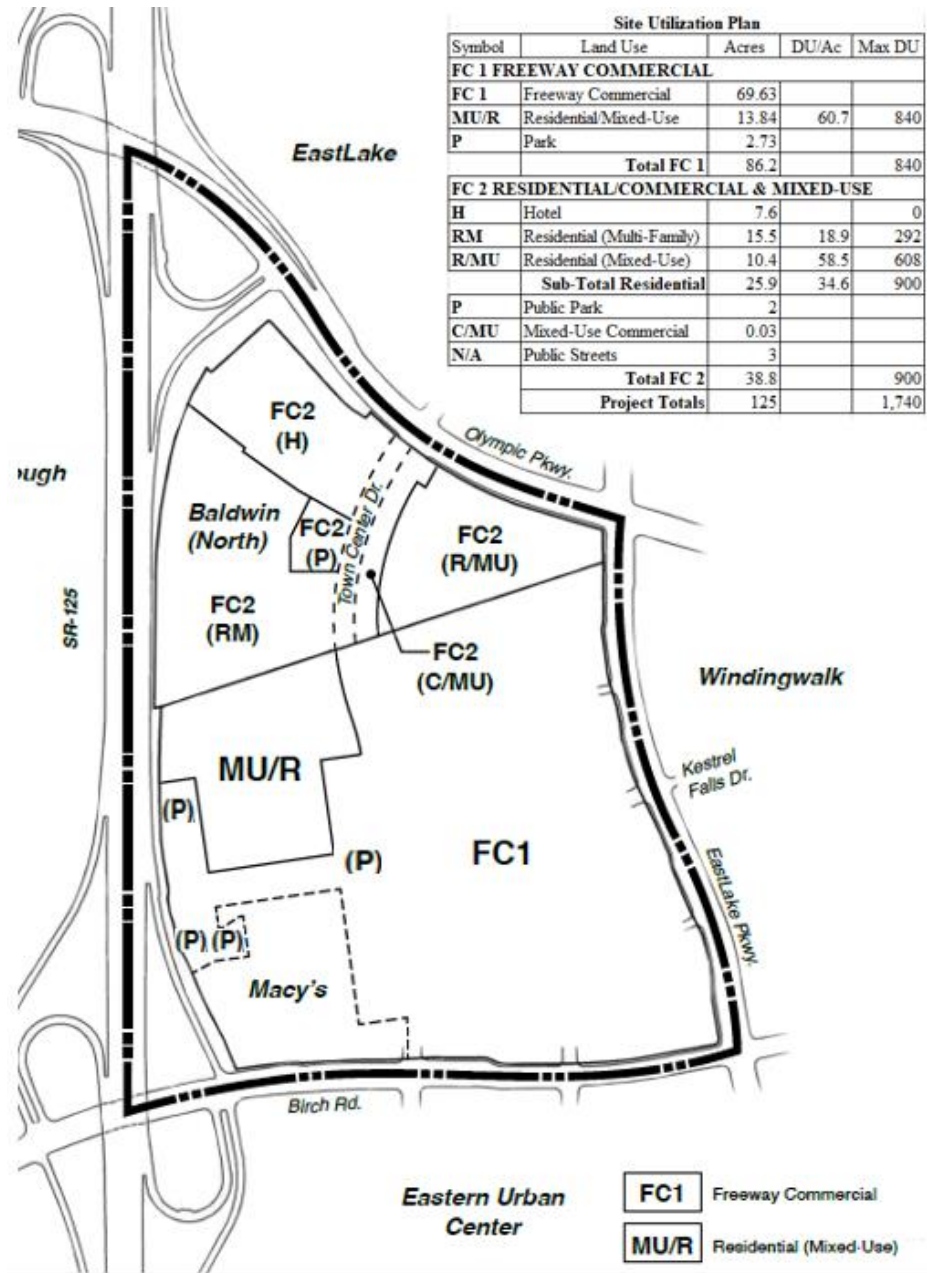 Site Utilization Plan
Symbol Land Use Acres DU/Ac Max DU
FC 1 FREEWAY COMMERCIAL
FC 1 Freeway Commercial 69.63
MU/R Residential/Mixed-Use 13.84 60.7 840
P Park 2.73
Total FC 1 86.2 840
FC 2 RESIDENTIAL/COMMERCIAL & MIXED-USE
H Hotel 7.6 0
RM Residential (Multi-Family) 15.5 18.9 292
R/MU Residential (Mixed-Use) 10.4 58.5 608
Sub-Total Residential 25.9 34.6 900
P Public Park 2
C/MU Mixed-Use Commercial 0.03
N/A Public Streets 3
Total FC 2 38.8 900
Project Totals 125 1,740
EastLake
FC2
(H)
Olympic Pkwy.
ough
Baldwin
(North)
FC2
(P)
Town Center Dr.
FC2
(R/MU)
SR-125
FC2
(RM)
FC2
(C/MU)
Windingwalk
MU/R
Kestrel
Falls Dr.
(P)
(P)
FC1
EastLake Pkwy.
(P) (P)
Macy's
Birch Rd.
Eastern Urban
Center
FC1 Freeway Commercial
MU/R Residential (Mixed-Use)